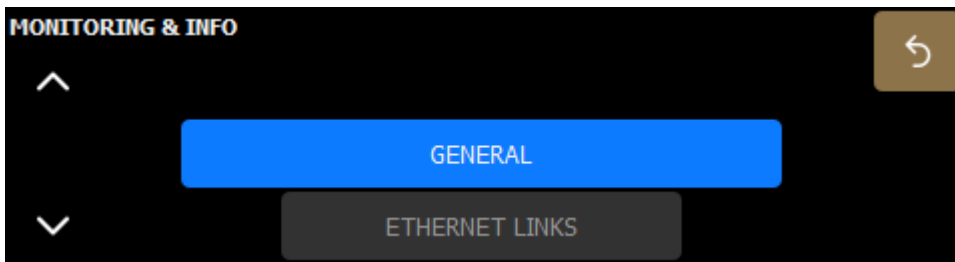 MONITORING & INFO
GENERAL
ETHERNET LINKS